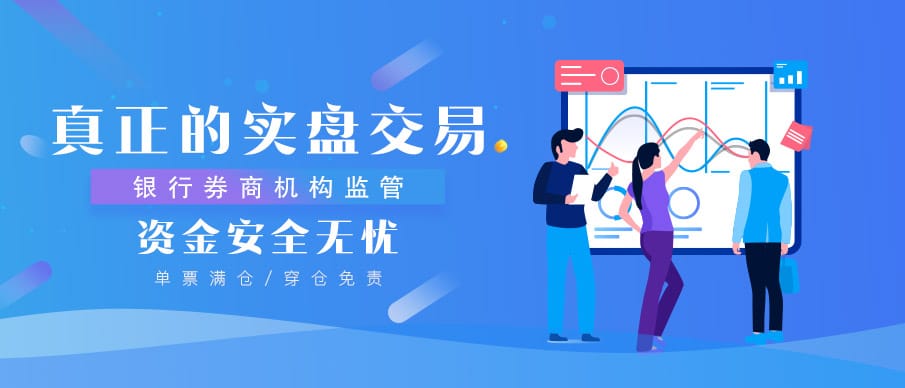 真正的实盘交易
银行券商机构监管
资金安全无忧
单票满仓/穿仓免责